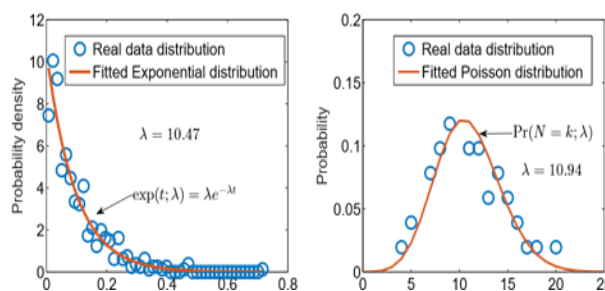 Probability density
12
10
8
6
4
2
0
0
0.2
0.4
0.6
0.8
Real data distribution
Fitted Exponential distribution
λ = 10.47
exp(t; λ) = λe^{-λt}
Probability
0.2
0.15
0.1
0.05
0
0
5
10
15
20
25
Real data distribution
Fitted Poisson distribution
Pr(N = k; λ)
λ = 10.94